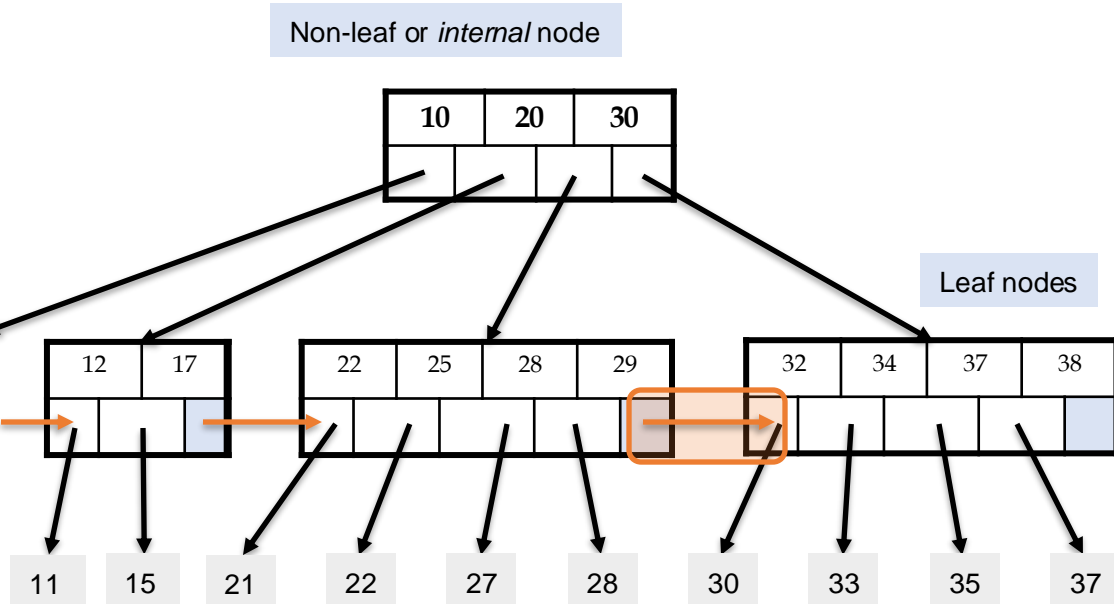 Non-leaf or internal node
10 20 30
Leaf nodes
12 17 22 25 28 29 32 34 37 38
11 15 21 22 27 28 30 33 35 37